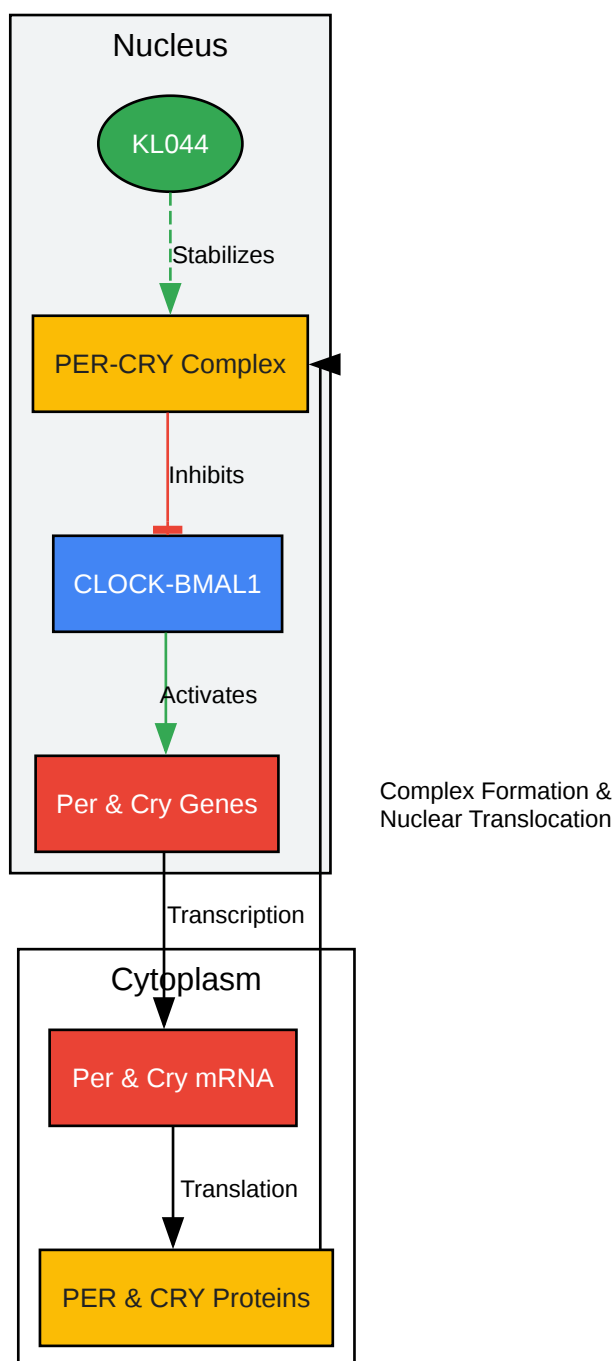 Nucleus
KL044
Stabilizes
PER-CRY Complex
Inhibits
CLOCK-BMAL1
Activates
Per & Cry Genes
Complex Formation &
Nuclear Translocation
Transcription
Cytoplasm
Per & Cry mRNA
Translation
PER & CRY Proteins